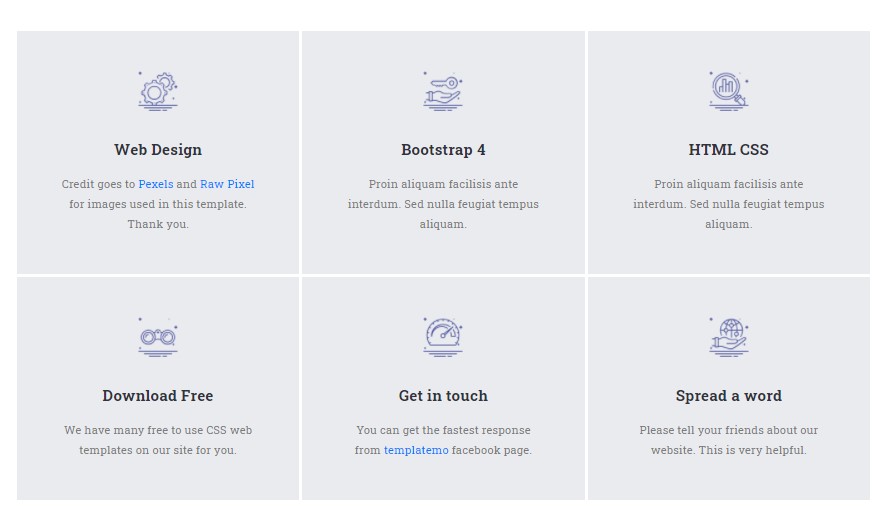 Web Design
Credit goes to Pexels and Raw Pixel
for images used in this template.
Thank you.
Bootstrap 4
Proin aliquam facilisis ante
interdum. Sed nulla feugiat tempus
aliquam.
HTML CSS
Proin aliquam facilisis ante
interdum. Sed nulla feugiat tempus
aliquam.
Download Free
We have many free to use CSS web
templates on our site for you.
Get in touch
You can get the fastest response
from templatemo facebook page.
Spread a word
Please tell your friends about our
website. This is very helpful.